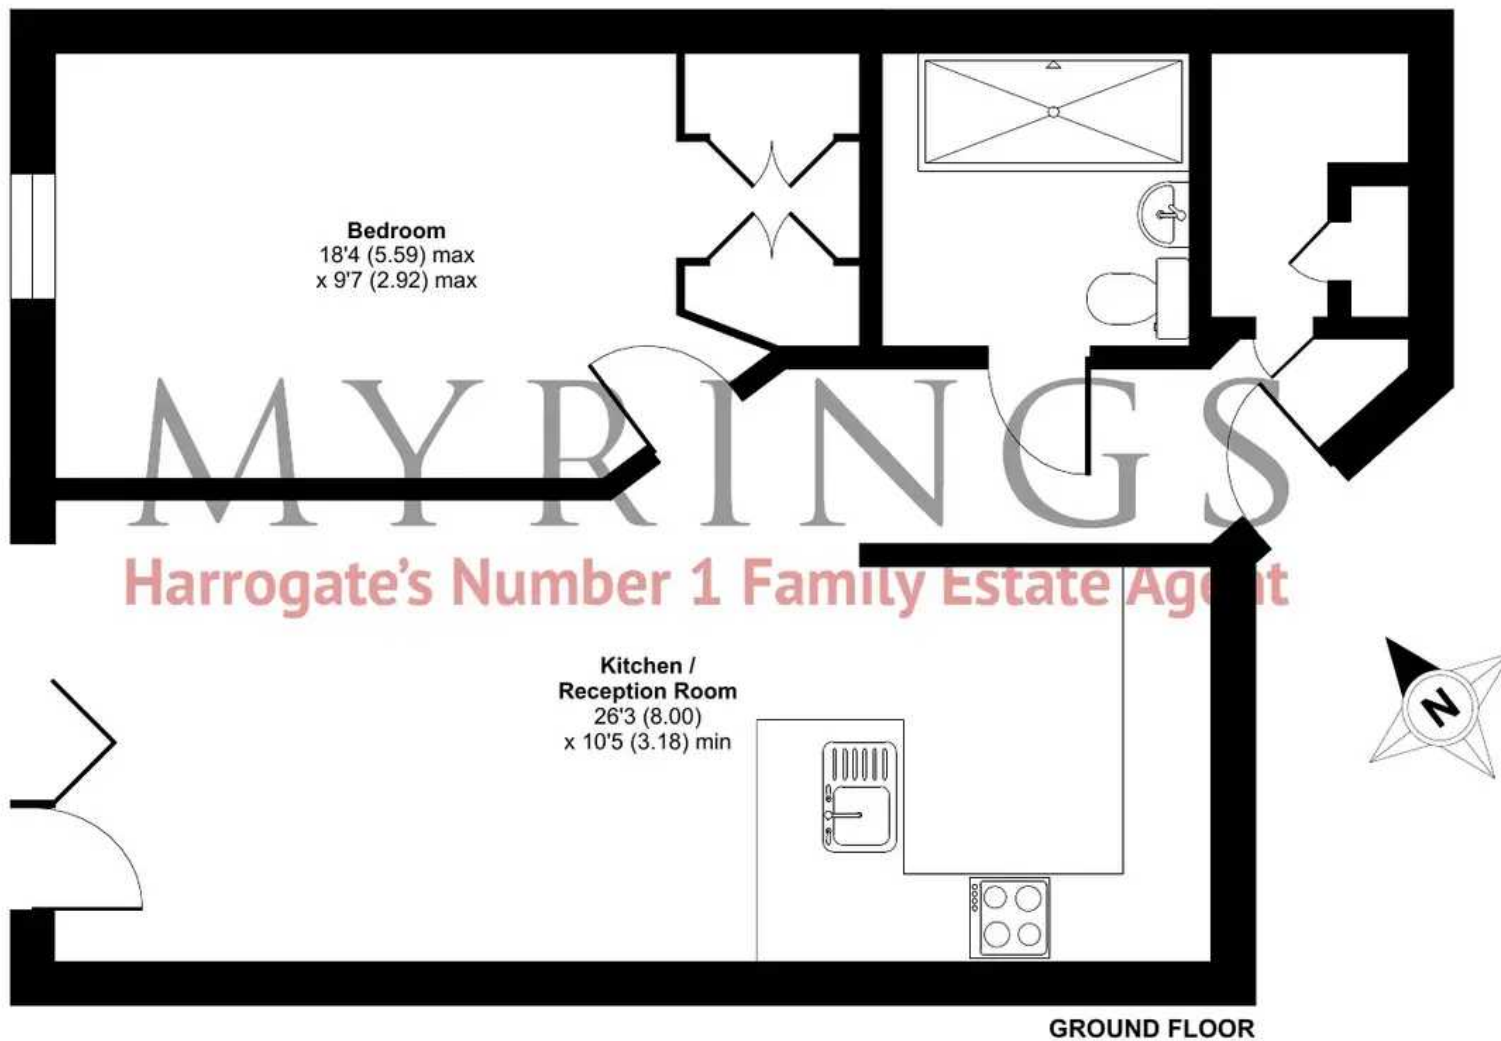 Bedroom
18'4 (5.59) max
x 9'7 (2.92) max
MYRINGS
Harrogate's Number 1 Family Estate Agent
Kitchen /
Reception Room
26'3 (8.00)
x 10'5 (3.18) min
N
GROUND FLOOR